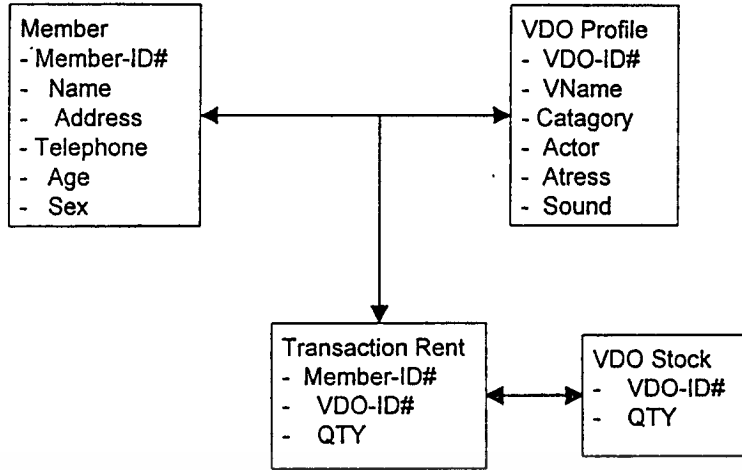 Member
- Member-ID#
- Name
- Address
- Telephone
- Age
- Sex
VDO Profile
- VDO-ID#
- VName
- Catagory
- Actor
- Atress
- Sound
Transaction Rent
- Member-ID#
- VDO-ID#
- QTY
VDO Stock
- VDO-ID#
- QTY